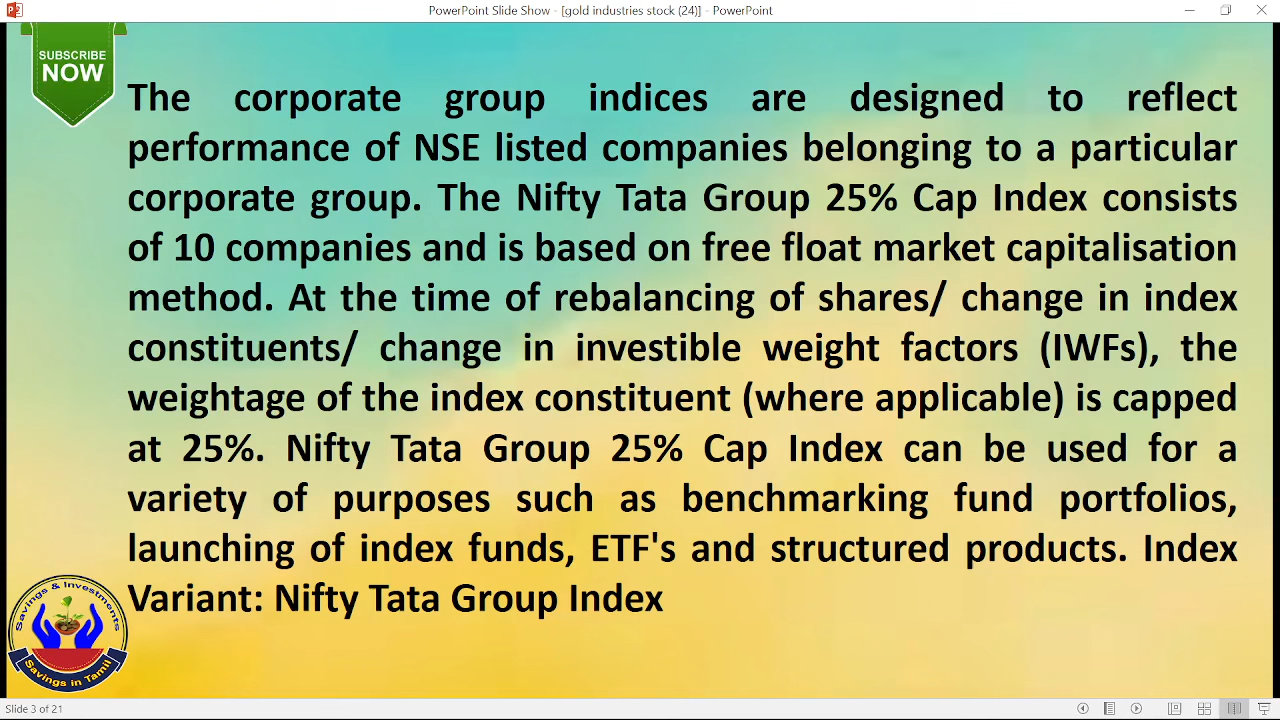 PowerPoint Slide Show - [gold industries stock (24)] - PowerPoint
SUBSCRIBE
NOW
The corporate group indices are designed to reflect
performance of NSE listed companies belonging to a particular
corporate group. The Nifty Tata Group 25% Cap Index consists
of 10 companies and is based on free float market capitalisation
method. At the time of rebalancing of shares/ change in index
constituents/ change in investible weight factors (IWFs), the
weightage of the index constituent (where applicable) is capped
at 25%. Nifty Tata Group 25% Cap Index can be used for a
variety of purposes such as benchmarking fund portfolios,
launching of index funds, ETF's and structured products. Index
Variant: Nifty Tata Group Index
Savings & Investments
Savings in Tamil
Slide 3 of 21